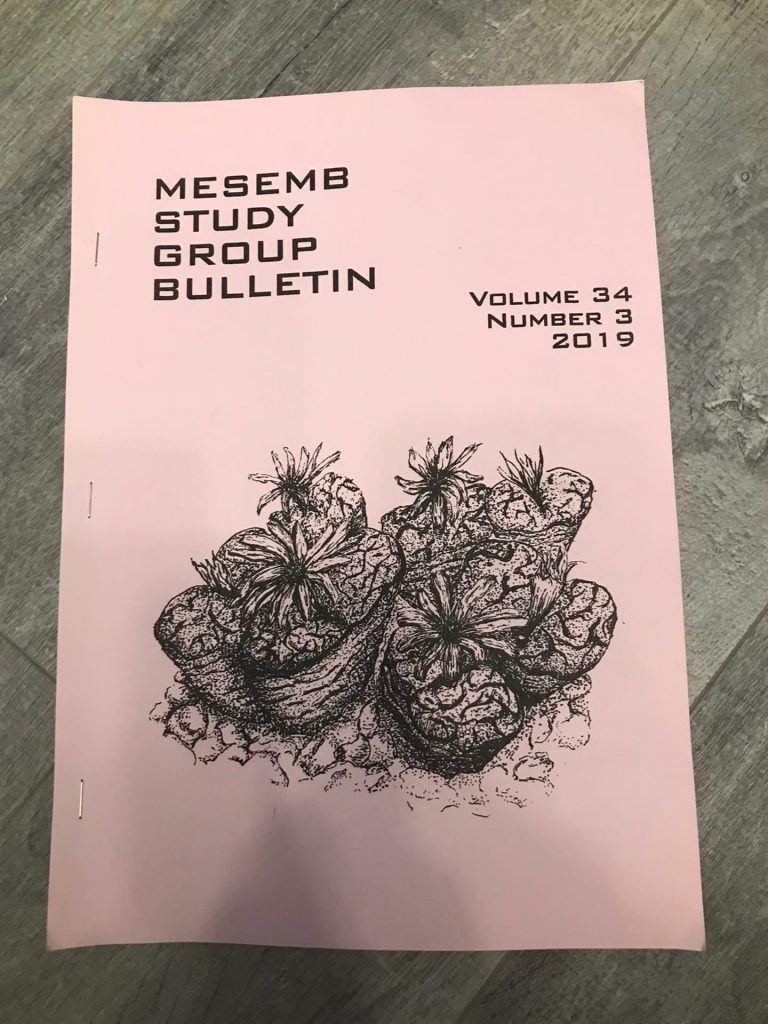 MESEMB
STUDY
GROUP
BULLETIN
VOLUME 34
NUMBER 3
2019